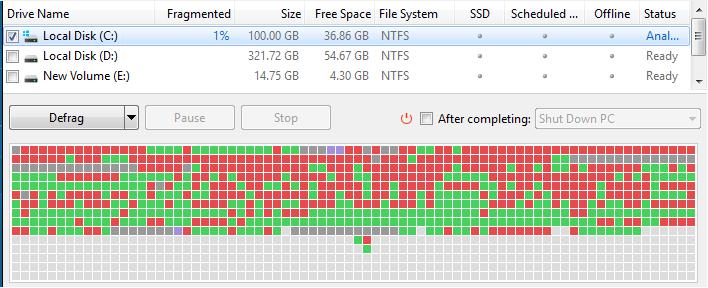 Drive Name Fragmented Size Free Space File System SSD Scheduled ... Offline Status
Local Disk (C:) 1% 100.00 GB 36.86 GB NTFS Anal...
Local Disk (D:) 321.72 GB 54.67 GB NTFS Ready
New Volume (E:) 14.75 GB 4.30 GB NTFS Ready
Defrag Pause Stop After completing: Shut Down PC